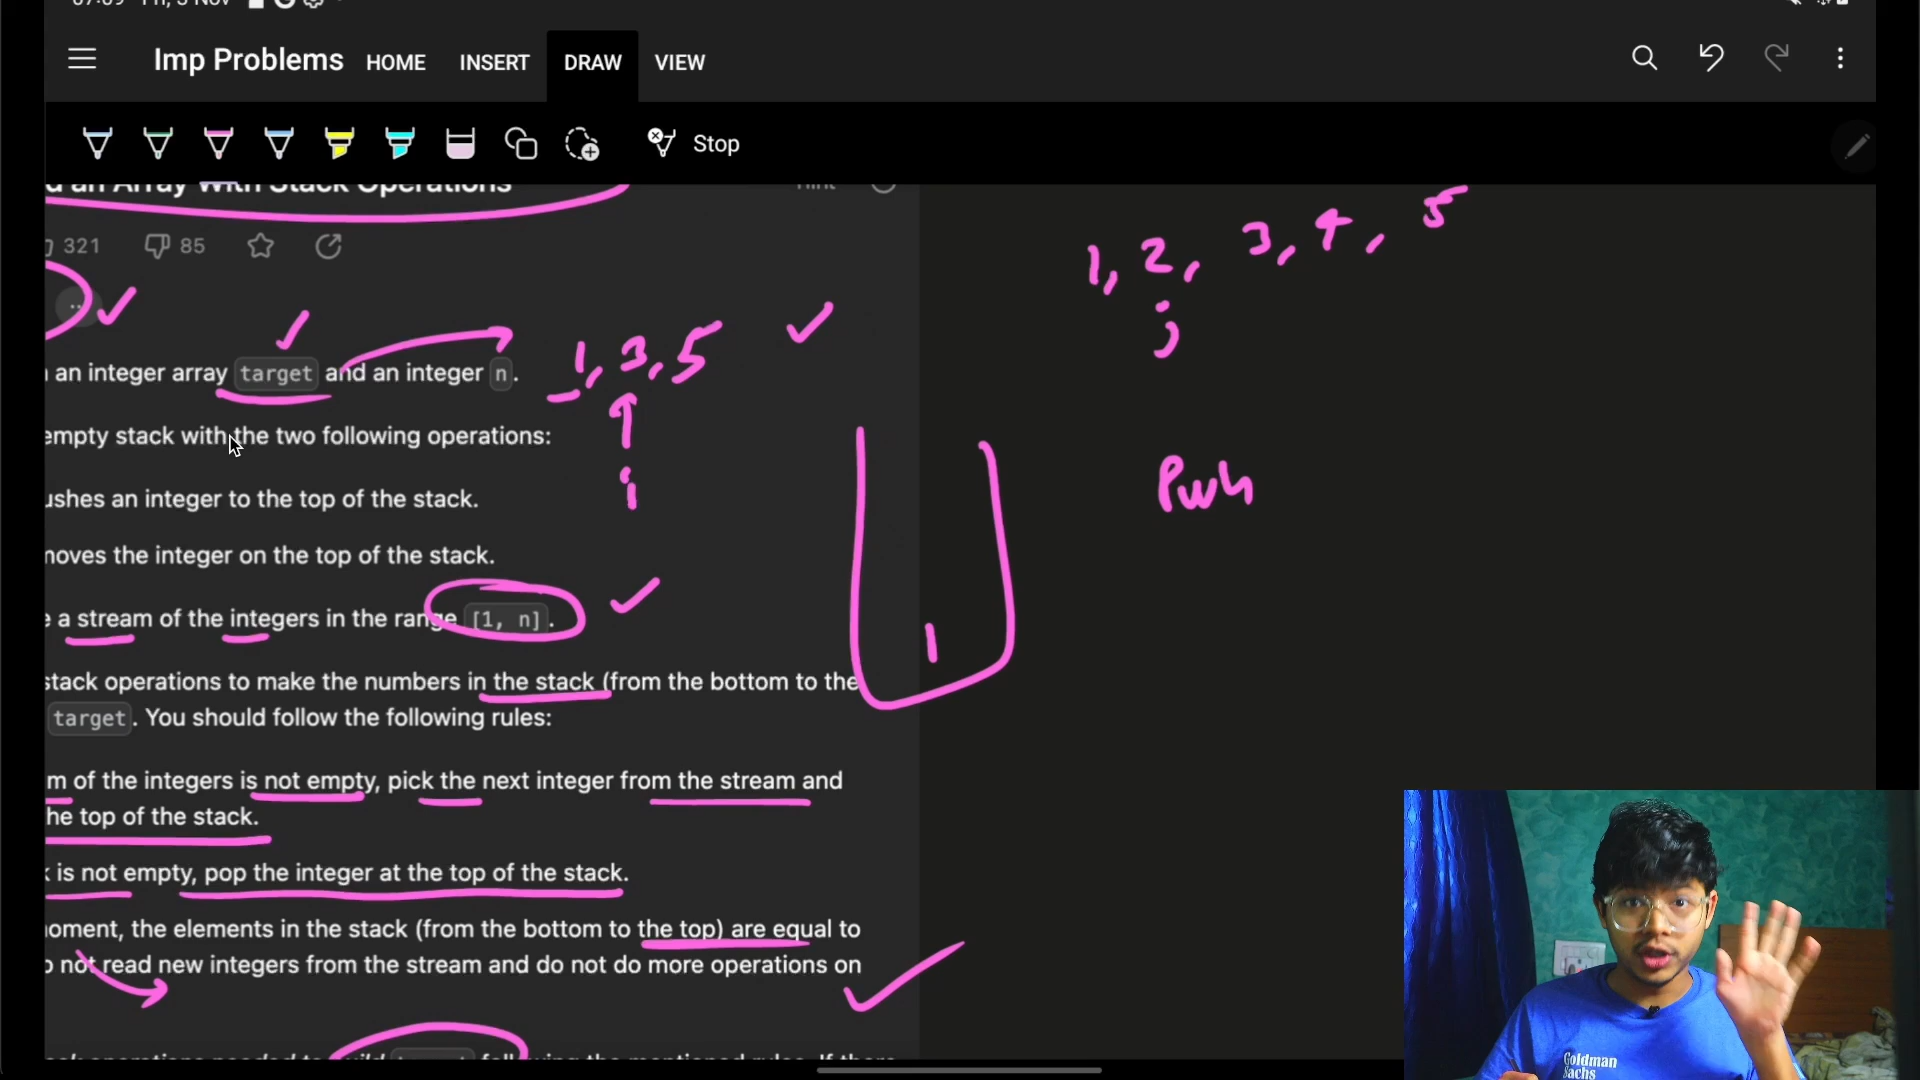 Imp Problems HOME INSERT DRAW VIEW
Stop
an Array With Stack Operations
321 85
an integer array target and an integer n.
1, 3, 5
1, 2, 3, 4, 5
j
empty stack with the two following operations:
i
Push
ushes an integer to the top of the stack.
moves the integer on the top of the stack.
e a stream of the integers in the range [1, n].
1
stack operations to make the numbers in the stack (from the bottom to the
target. You should follow the following rules:
m of the integers is not empty, pick the next integer from the stream and
he top of the stack.
k is not empty, pop the integer at the top of the stack.
oment, the elements in the stack (from the bottom to the top) are equal to
o not read new integers from the stream and do not do more operations on
Goldman
Sachs